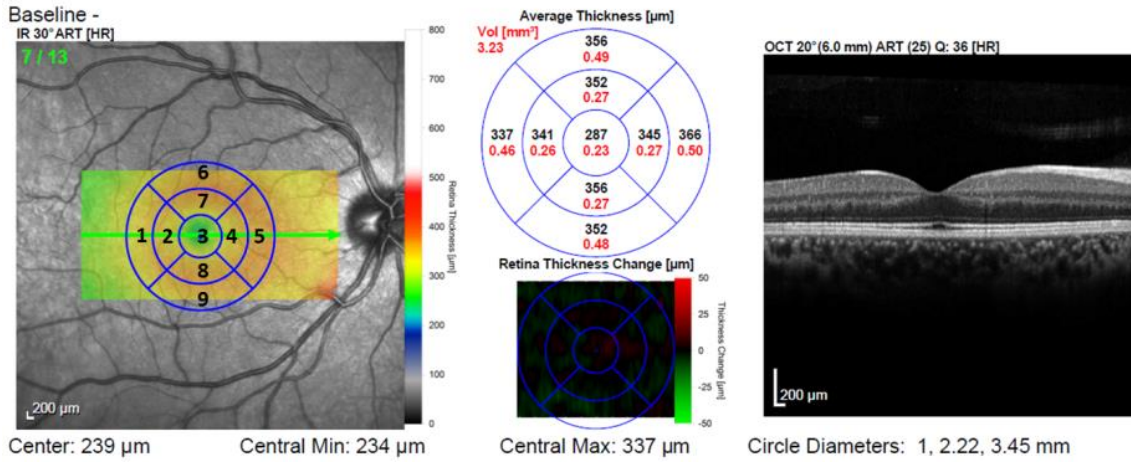 Baseline -
IR 30° ART [HR]
7 / 13
6
7
1 2 3 4 5
8
9
200 µm
800
700
600
500
400
300
200
100
0
Retina Thickness [µm]
Center: 239 µm
Central Min: 234 µm
Average Thickness [µm]
Vol [mm³]
3.23
356
0.49
352
0.27
337
0.46
341
0.26
287
0.23
345
0.27
366
0.50
356
0.27
352
0.48
Retina Thickness Change [µm]
50
25
0
-25
-50
Thickness Change [µm]
Central Max: 337 µm
OCT 20° (6.0 mm) ART (25) Q: 36 [HR]
200 µm
Circle Diameters: 1, 2.22, 3.45 mm